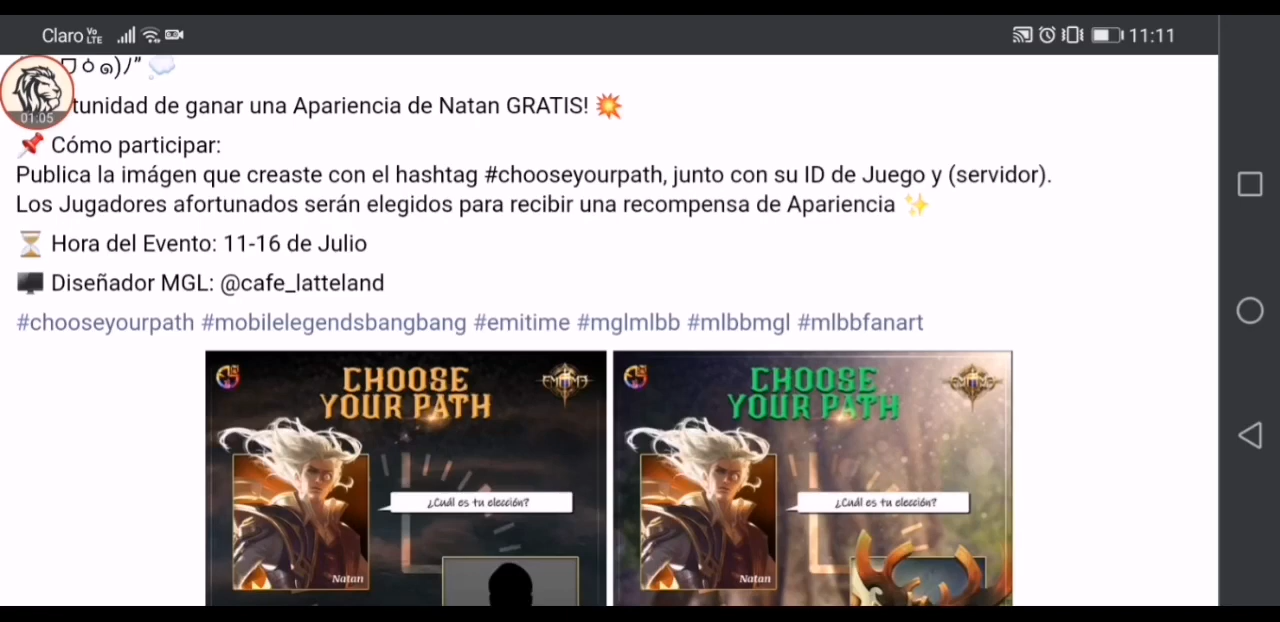 Claro Vo LTE 11:11
tunidad de ganar una Apariencia de Natan GRATIS! 💥
01:05
📌 Cómo participar:
Publica la imágen que creaste con el hashtag #chooseyourpath, junto con su ID de Juego y (servidor).
Los Jugadores afortunados serán elegidos para recibir una recompensa de Apariencia ✨
⏳ Hora del Evento: 11-16 de Julio
🖥️ Diseñador MGL: @cafe_latteland
#chooseyourpath #mobilelegendsbangbang #emitime #mglmlbb #mlbbmgl #mlbbfanart
CHOOSE
YOUR PATH
¿Cuál es tu elección?
Natan
CHOOSE
YOUR PATH
¿Cuál es tu elección?
Natan